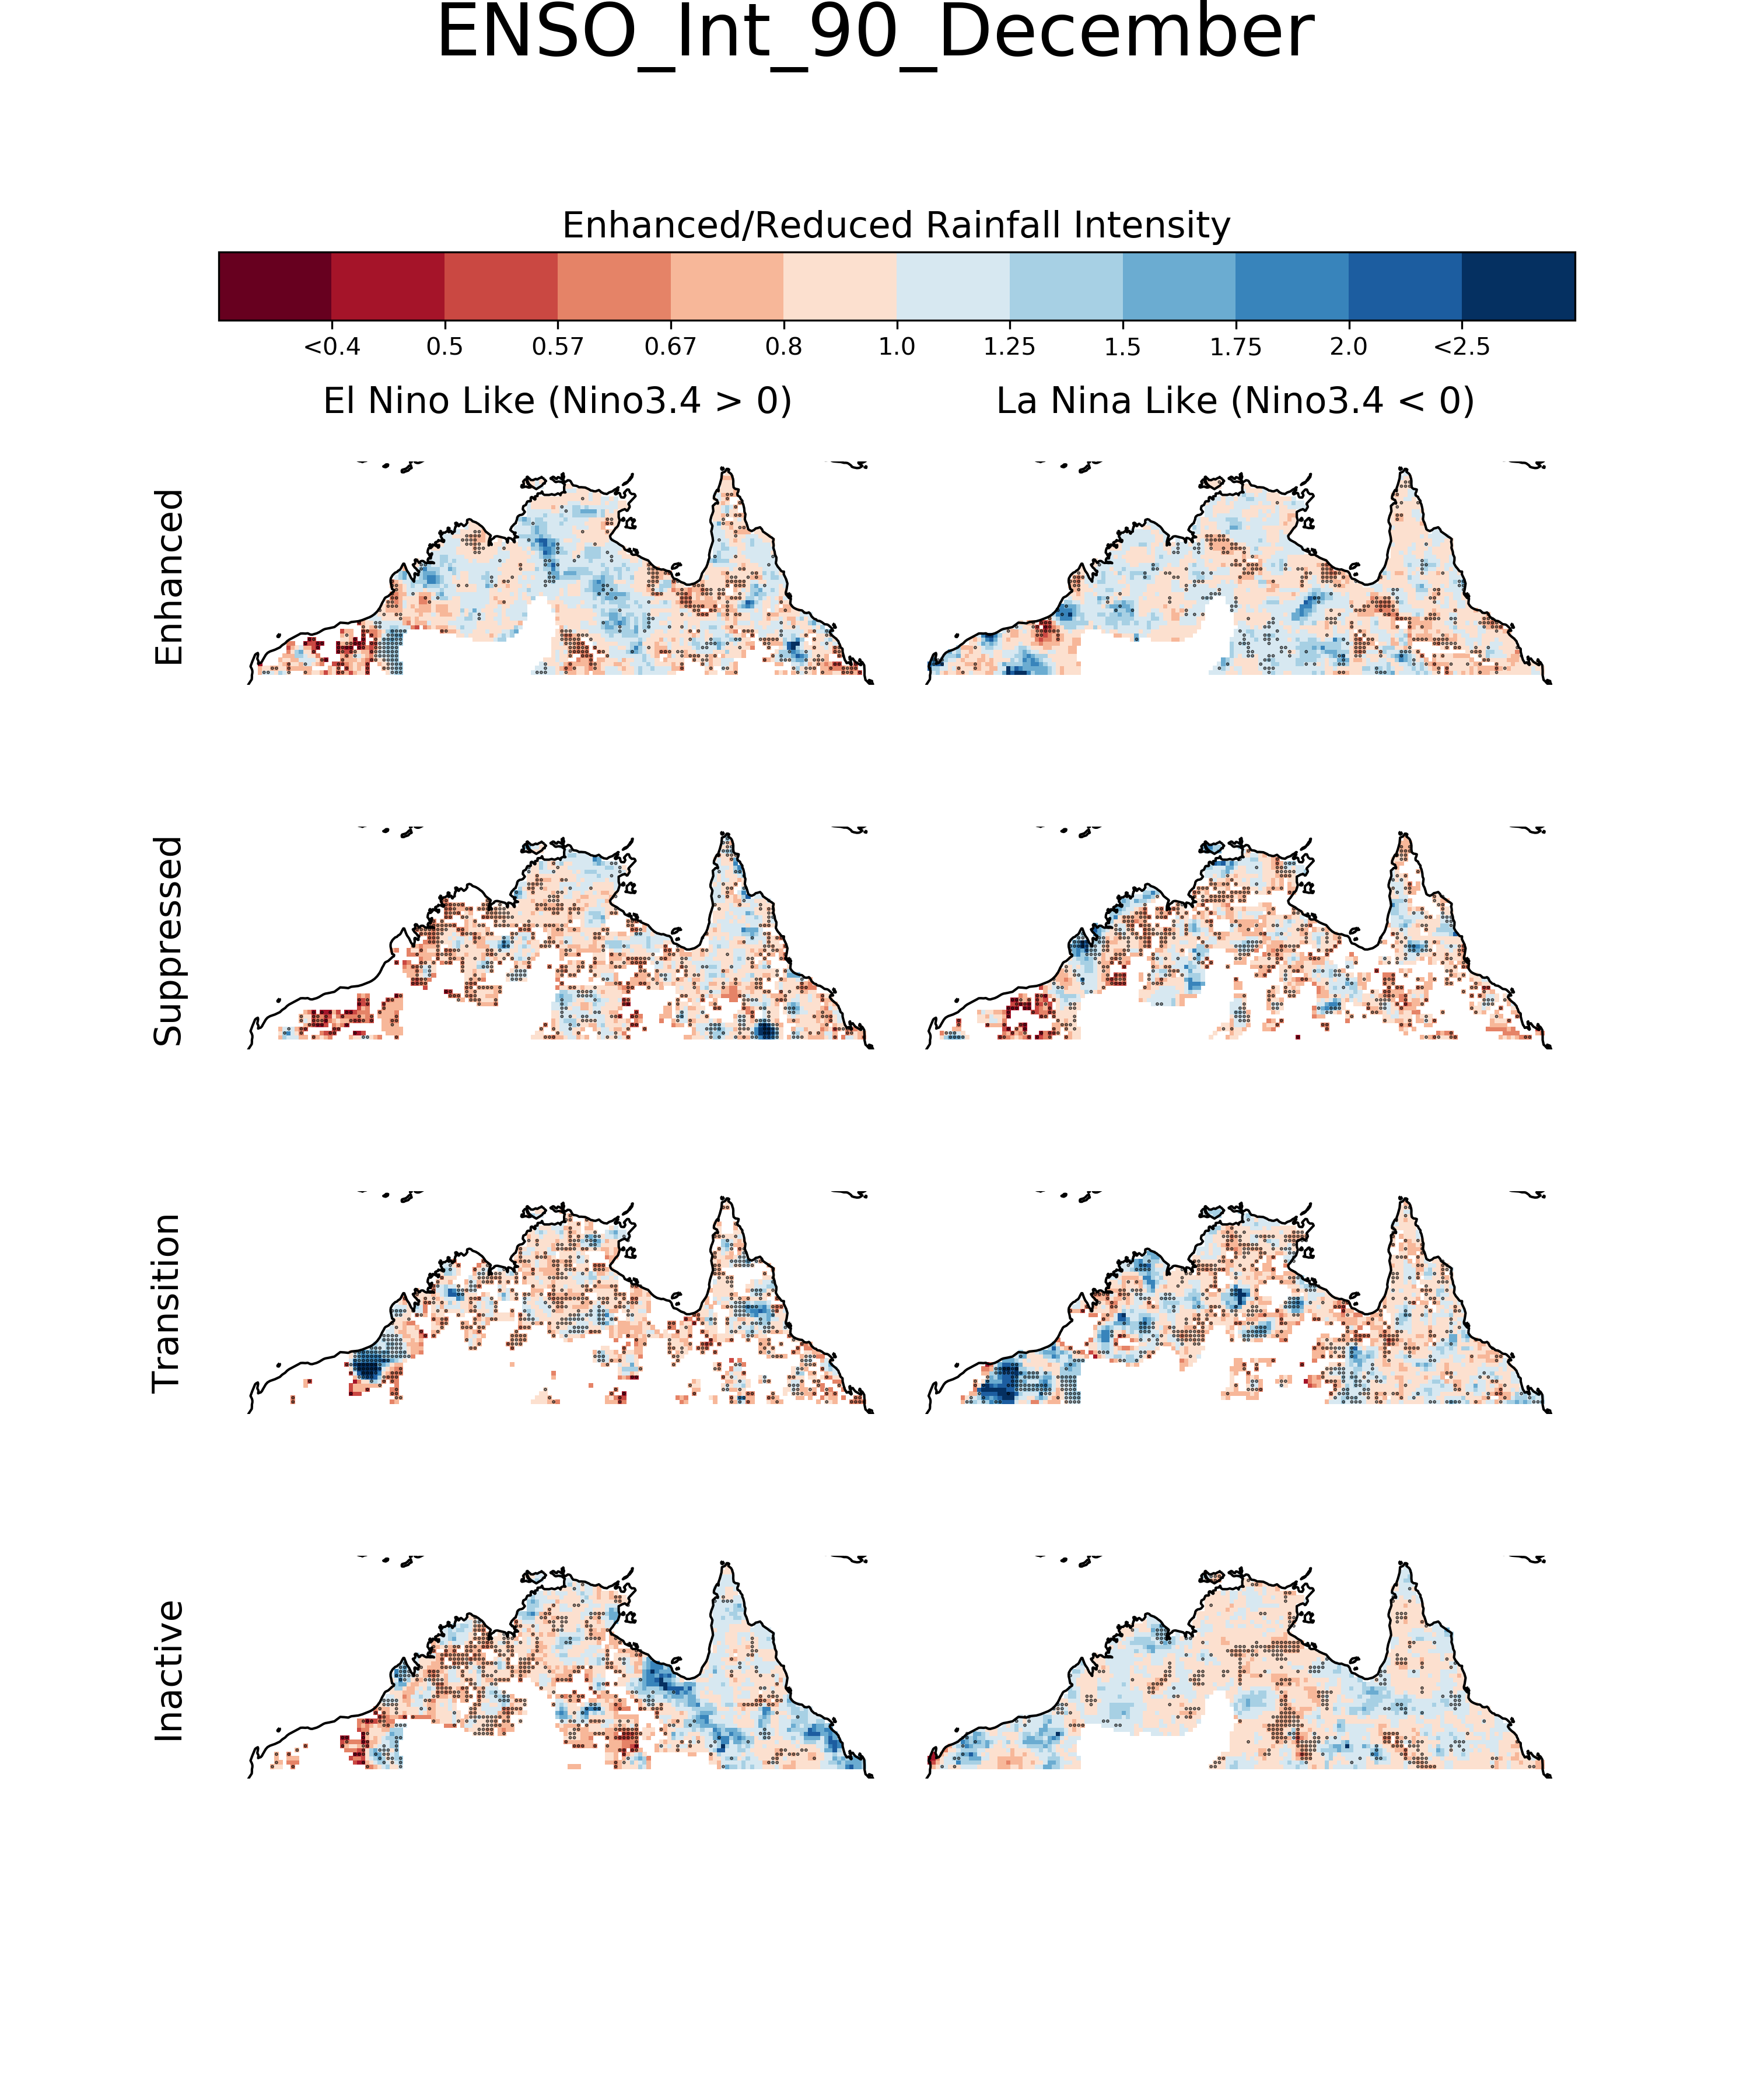 ENSO_Int_90_December
Enhanced/Reduced Rainfall Intensity
<0.4 0.5 0.57 0.67 0.8 1.0 1.25 1.5 1.75 2.0 <2.5
El Nino Like (Nino3.4 > 0) La Nina Like (Nino3.4 < 0)
Enhanced
Suppressed
Transition
Inactive